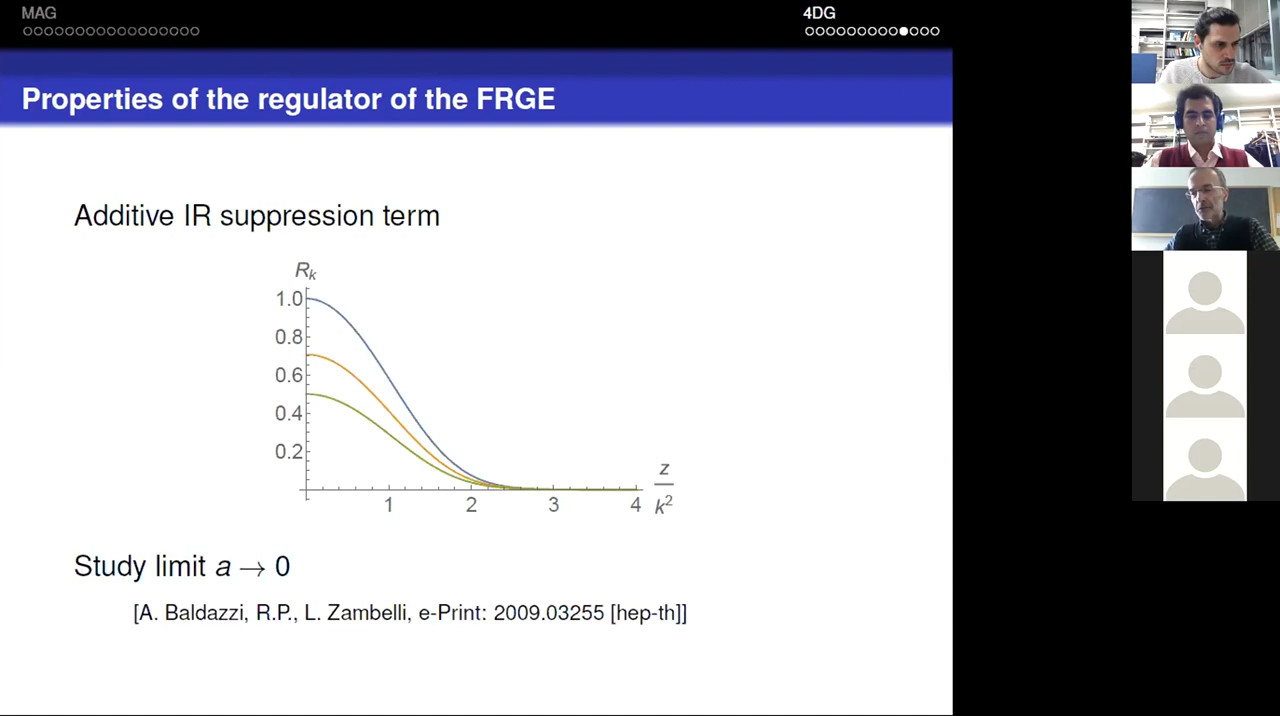 MAG
4DG
Properties of the regulator of the FRGE
Additive IR suppression term
Rk
1.0
0.8
0.6
0.4
0.2
1 2 3 4
z
k²
Study limit a → 0
[A. Baldazzi, R.P., L. Zambelli, e-Print: 2009.03255 [hep-th]]